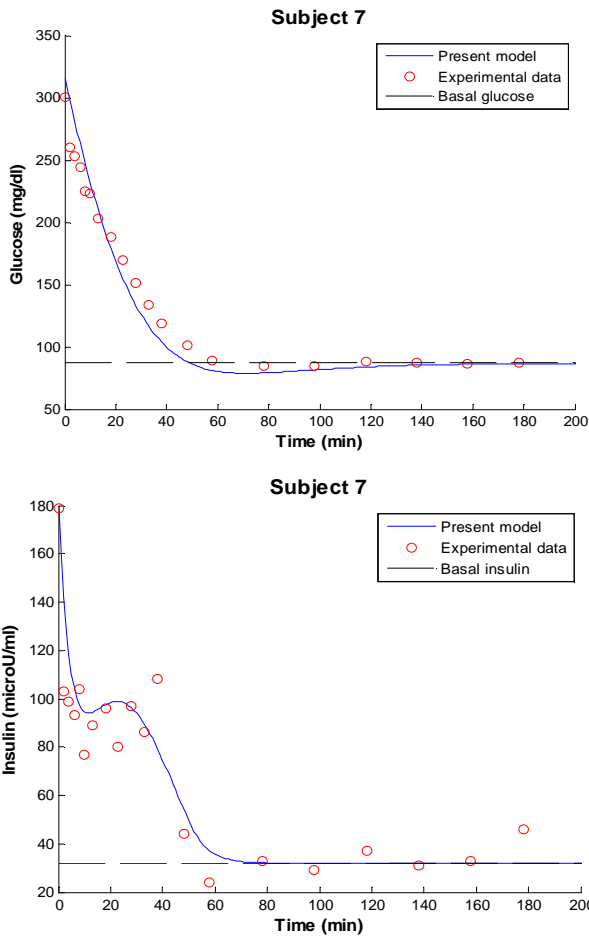 Subject 7
350
300
250
200
150
100
50
Glucose (mg/dl)
Present model
Experimental data
Basal glucose
0 20 40 60 80 100 120 140 160 180 200
Time (min)
Subject 7
180
160
140
120
100
80
60
40
20
Insulin (microU/ml)
Present model
Experimental data
Basal insulin
0 20 40 60 80 100 120 140 160 180 200
Time (min)